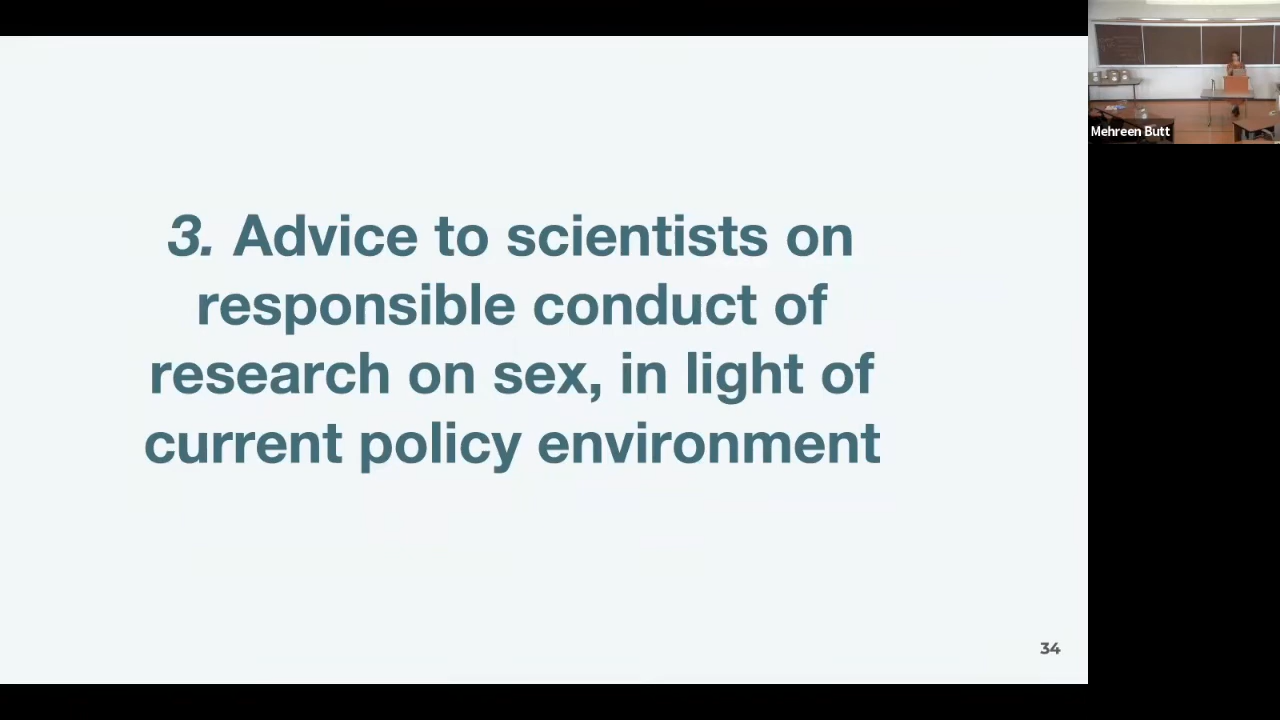 3. Advice to scientists on
responsible conduct of
research on sex, in light of
current policy environment
34
Mehreen Butt